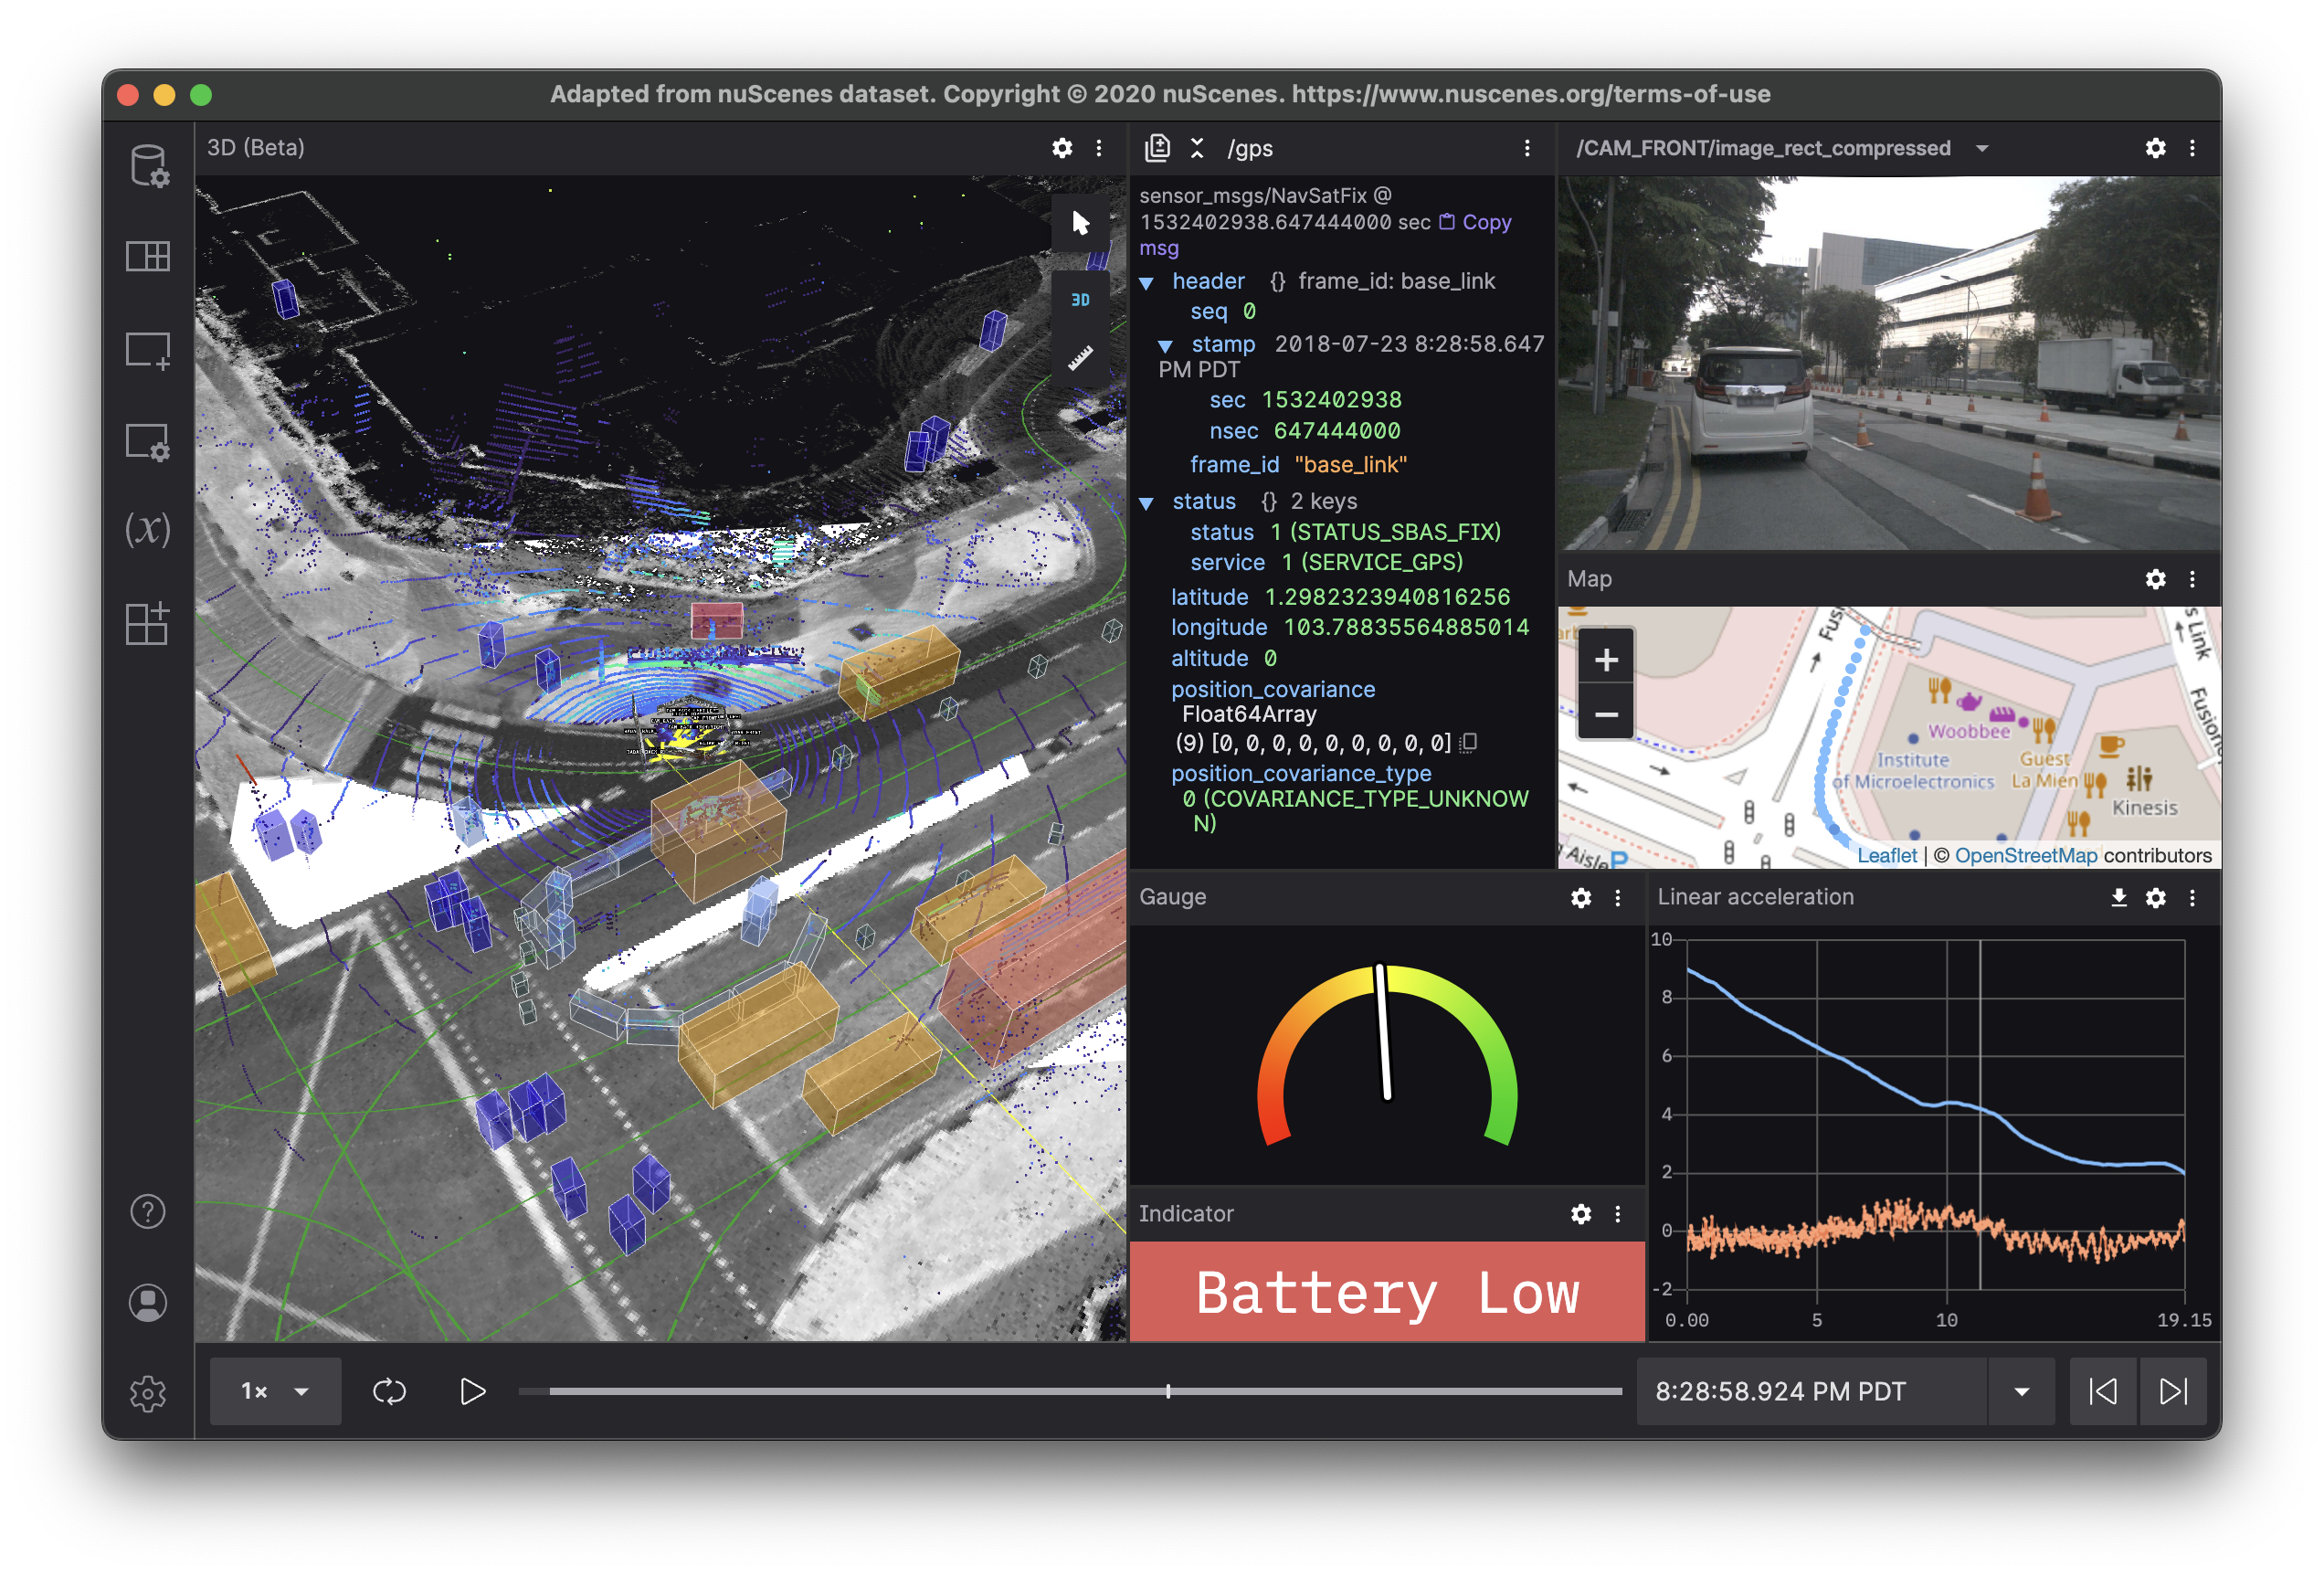 Adapted from nuScenes dataset. Copyright © 2020 nuScenes. https://www.nuscenes.org/terms-of-use
3D (Beta)
3D
(x)
/gps
sensor_msgs/NavSatFix @
1532402938.647444000 sec Copy
msg
header {} frame_id: base_link
seq 0
stamp 2018-07-23 8:28:58.647
PM PDT
sec 1532402938
nsec 647444000
frame_id "base_link"
status {} 2 keys
status 1 (STATUS_SBAS_FIX)
service 1 (SERVICE_GPS)
latitude 1.2982323940816256
longitude 103.78835564885014
altitude 0
position_covariance
Float64Array
(9) [0, 0, 0, 0, 0, 0, 0, 0, 0]
position_covariance_type
0 (COVARIANCE_TYPE_UNKNOW
N)
/CAM_FRONT/image_rect_compressed
Map
+
−
Fusi
s Link
Fusion
Woobbee
Institute
of Microelectronics
Guest
La Mien
Kinesis
Aisle
P
Leaflet | © OpenStreetMap contributors
Gauge
Indicator
Battery Low
Linear acceleration
10
8
6
4
2
0
-2
0.00 5 10 19.15
?
1×
8:28:58.924 PM PDT